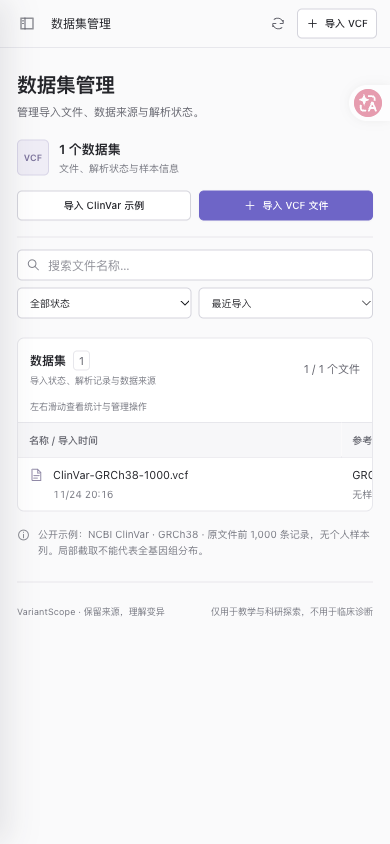 数据集管理
+ 导入 VCF
数据集管理
管理导入文件、数据来源与解析状态。
VCF
1 个数据集
文件、解析状态与样本信息
导入 ClinVar 示例
+ 导入 VCF 文件
搜索文件名称...
全部状态
最近导入
数据集 1
1 / 1 个文件
导入状态、解析记录与数据来源
左右滑动查看统计与管理操作
名称 / 导入时间
参考
ClinVar-GRCh38-1000.vcf
GRC
11/24 20:16
无样
公开示例：NCBI ClinVar · GRCh38 · 原文件前 1,000 条记录，无个人样本
列。局部截取不能代表全基因组分布。
VariantScope · 保留来源，理解变异
仅用于教学与科研探索，不用于临床诊断